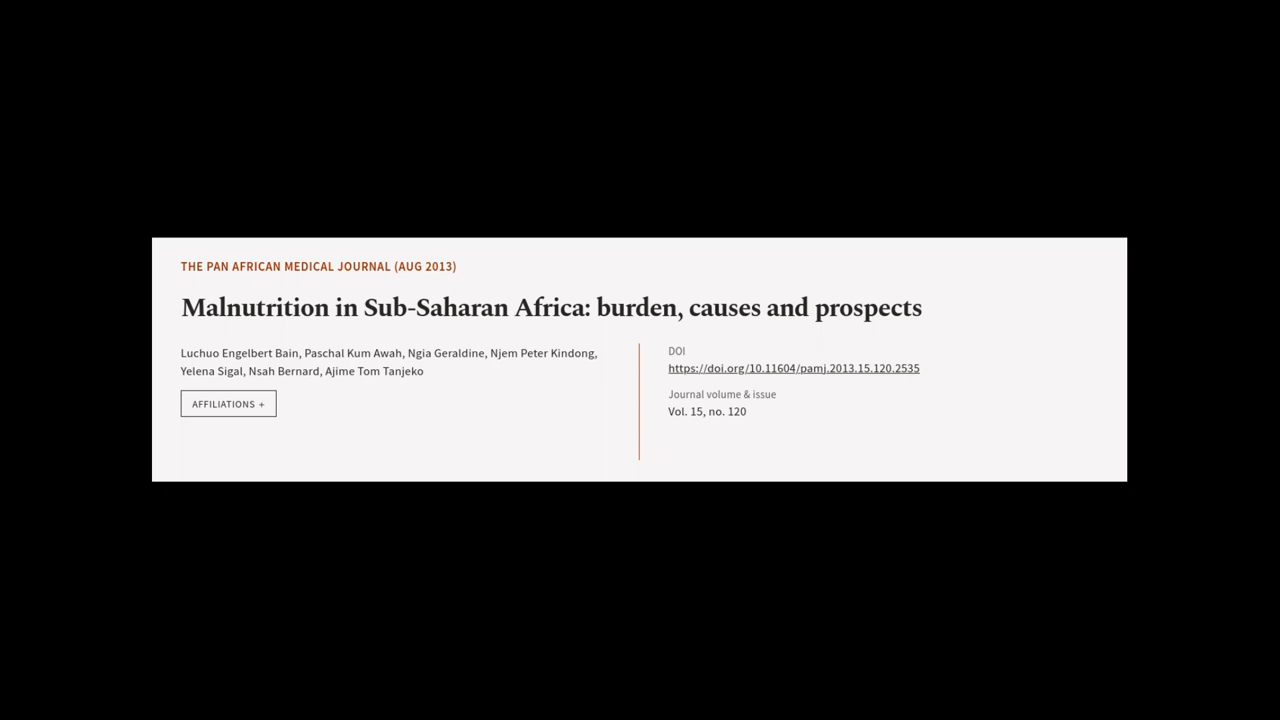 THE PAN AFRICAN MEDICAL JOURNAL (AUG 2013)
Malnutrition in Sub-Saharan Africa: burden, causes and prospects
Luchuo Engelbert Bain, Paschal Kum Awah, Ngia Geraldine, Njem Peter Kindong,
Yelena Sigal, Nsah Bernard, Ajime Tom Tanjeko
AFFILIATIONS +
DOI
https://doi.org/10.11604/pamj.2013.15.120.2535
Journal volume & issue
Vol. 15, no. 120